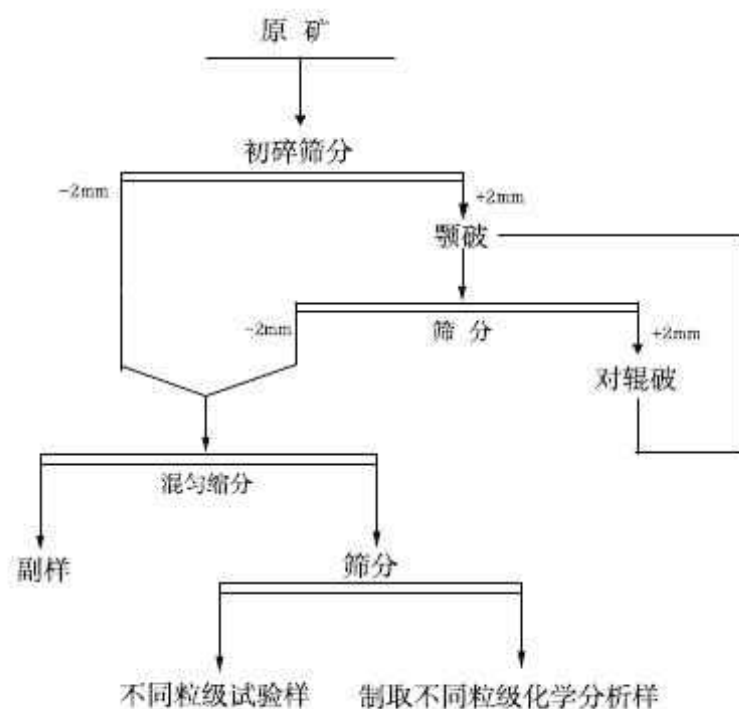 原 矿
初碎筛分
-2mm
+2mm
颚破
-2mm
筛 分
+2mm
对辊破
混匀缩分
副样
筛分
不同粒级试验样
制取不同粒级化学分析样